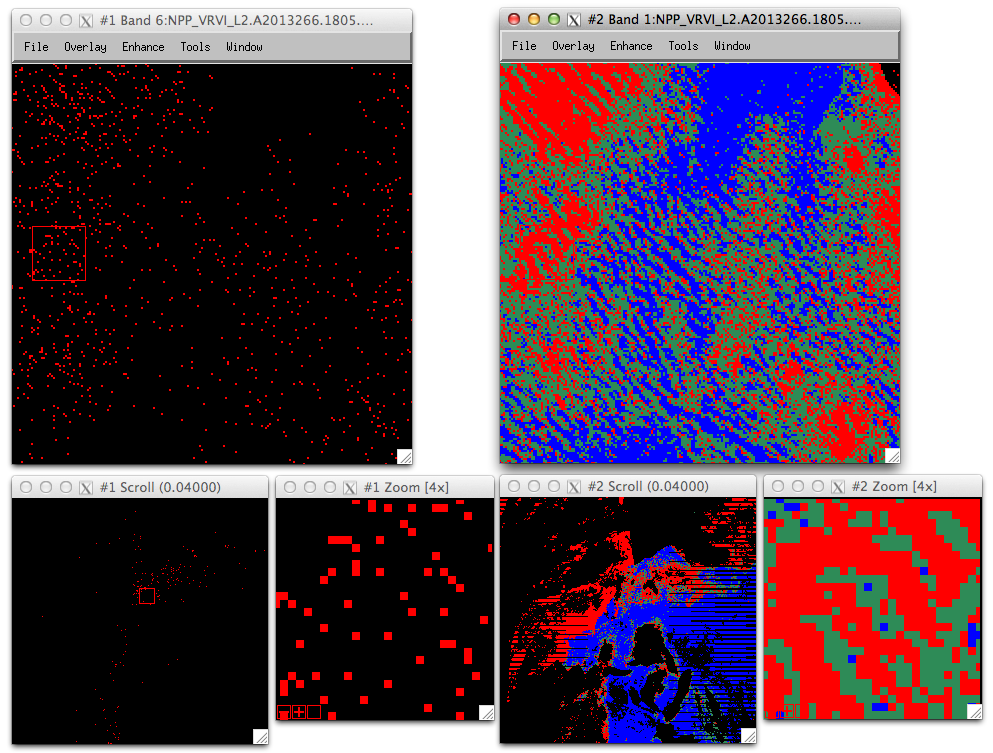 #1 Band 6:NPP_VRVI_L2.A2013266.1805....
File Overlay Enhance Tools Window
#2 Band 1:NPP_VRVI_L2.A2013266.1805....
File Overlay Enhance Tools Window
#1 Scroll (0.04000)
#1 Zoom [4x]
#2 Scroll (0.04000)
#2 Zoom [4x]